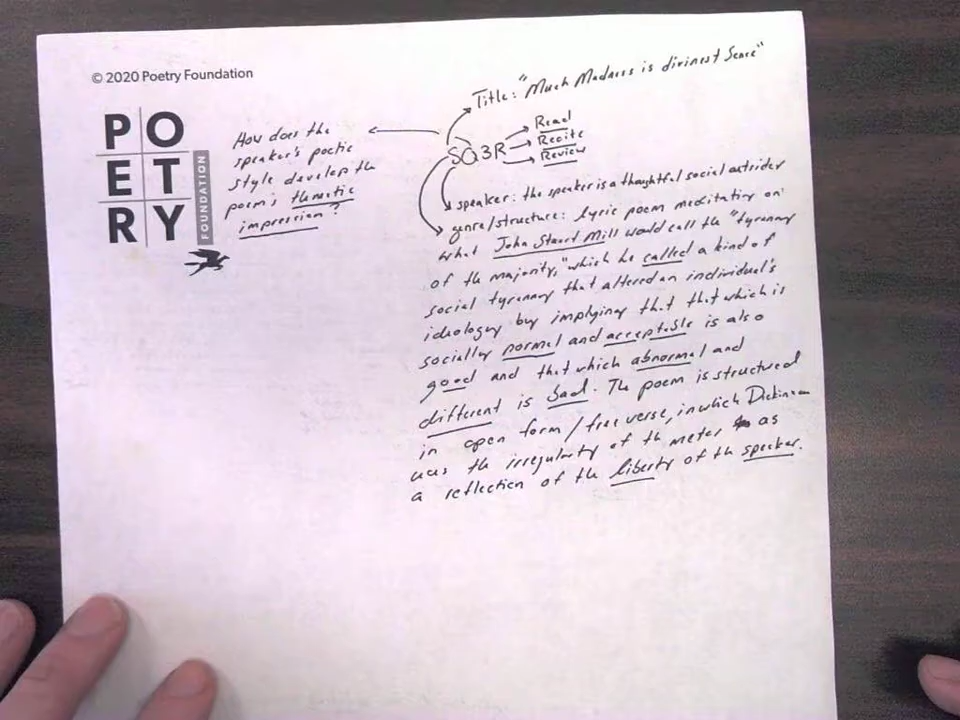 © 2020 Poetry Foundation
PO
ET
RY
FOUNDATION
How does the
speaker's poetic
style develop the
poem's thematic
impression?
Title: "Much Madness is divinest Sense"
SQ3R
Read
Recite
Review
speaker: the speaker is a thoughtful social outsider
genre/structure: lyric poem meditating on
what John Stuart Mill would call the "tyranny
of the majority," which he called a kind of
social tyranny that altered an individual's
ideology by implying that that which is
socially normal and acceptable is also
good and that which abnormal and
different is bad. The poem is structured
in open form/free verse, in which Dickinson
uses the irregularity of the meter as
a reflection of the liberty of the speaker.